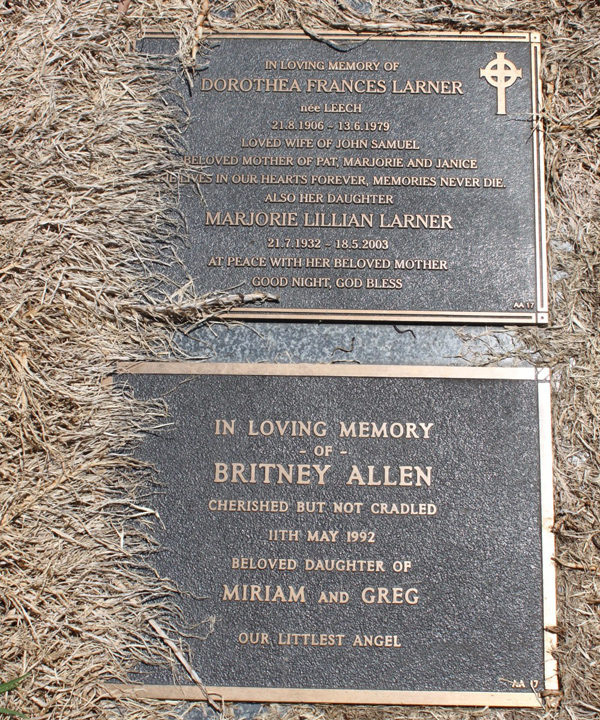 IN LOVING MEMORY OF
DOROTHEA FRANCES LARNER
née LEECH
21.8.1906 – 13.6.1979
LOVED WIFE OF JOHN SAMUEL
BELOVED MOTHER OF PAT, MARJORIE AND JANICE
LIVES IN OUR HEARTS FOREVER, MEMORIES NEVER DIE.
ALSO HER DAUGHTER
MARJORIE LILLIAN LARNER
21.7.1932 – 18.5.2003
AT PEACE WITH HER BELOVED MOTHER
GOOD NIGHT, GOD BLESS
AA 17
IN LOVING MEMORY
- OF -
BRITNEY ALLEN
CHERISHED BUT NOT CRADLED
11TH MAY 1992
BELOVED DAUGHTER OF
MIRIAM AND GREG
OUR LITTLEST ANGEL
AA 17